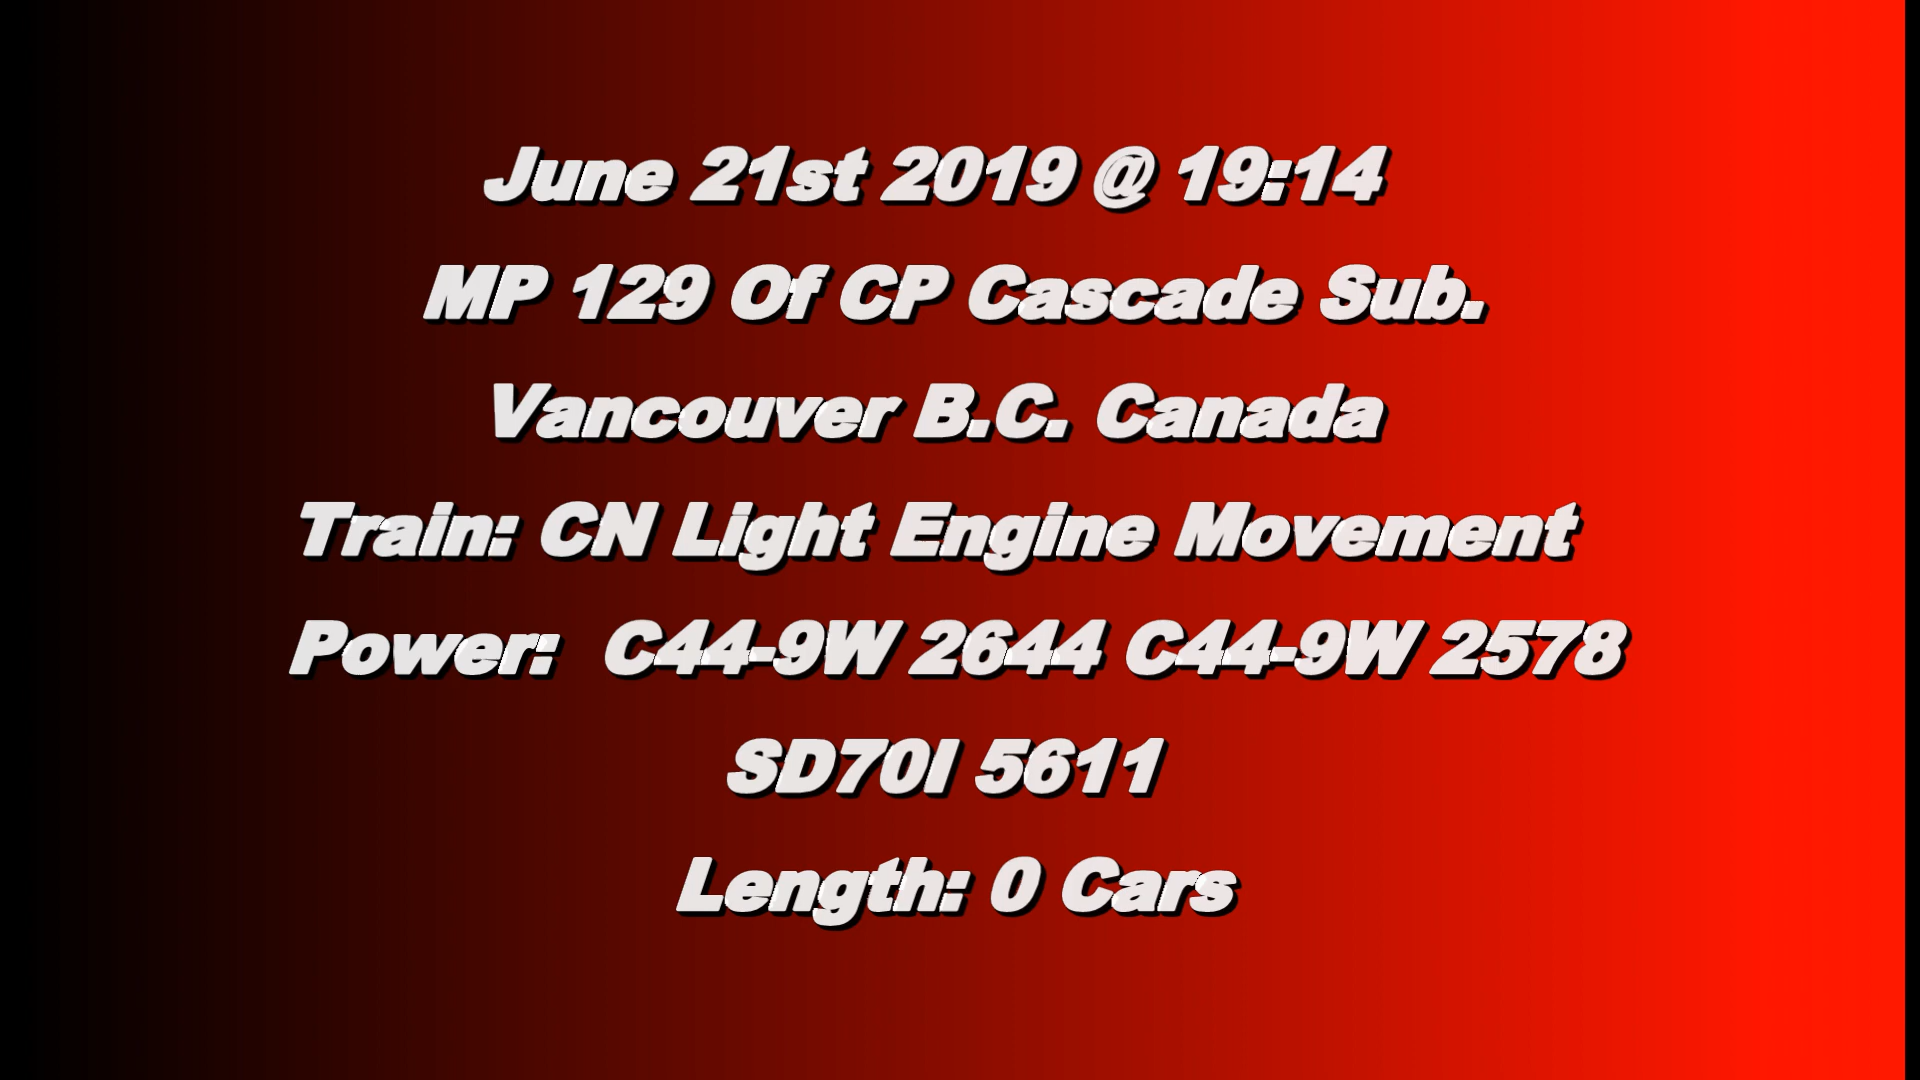 June 21st 2019 @ 19:14
MP 129 Of CP Cascade Sub.
Vancouver B.C. Canada
Train: CN Light Engine Movement
Power:  C44-9W 2644 C44-9W 2578
SD70I 5611
Length: 0 Cars